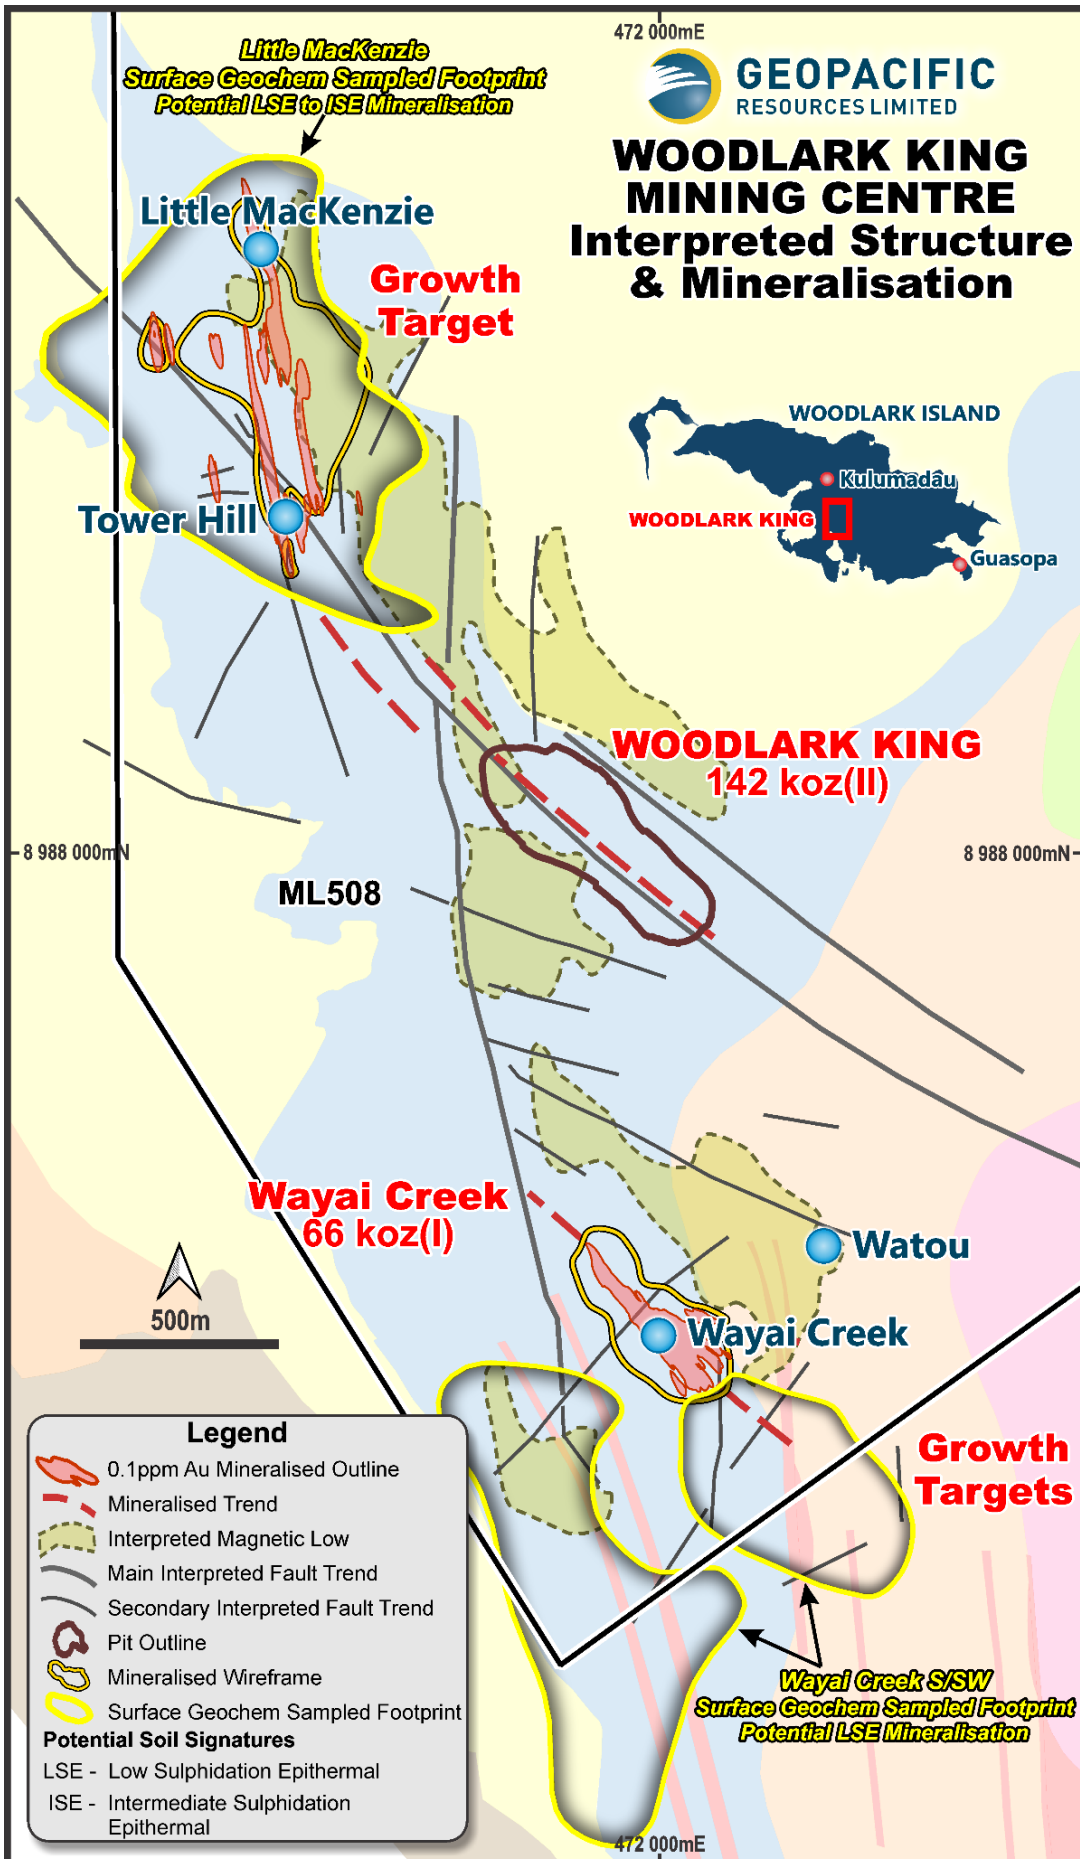 472 000mE
Little MacKenzie
Surface Geochem Sampled Footprint
Potential LSE to ISE Mineralisation
GEOPACIFIC
RESOURCES LIMITED
WOODLARK KING
MINING CENTRE
Interpreted Structure
& Mineralisation
Little MacKenzie
Growth
Target
WOODLARK ISLAND
Kulumadau
WOODLARK KING
Guasopa
Tower Hill
WOODLARK KING
142 koz(II)
8 988 000mN
8 988 000mN
ML508
Wayai Creek
66 koz(I)
Watou
500m
Wayai Creek
Growth
Targets
Legend
0.1ppm Au Mineralised Outline
Mineralised Trend
Interpreted Magnetic Low
Main Interpreted Fault Trend
Secondary Interpreted Fault Trend
Pit Outline
Mineralised Wireframe
Surface Geochem Sampled Footprint
Potential Soil Signatures
LSE - Low Sulphidation Epithermal
ISE - Intermediate Sulphidation
Epithermal
Wayai Creek S/SW
Surface Geochem Sampled Footprint
Potential LSE Mineralisation
472 000mE